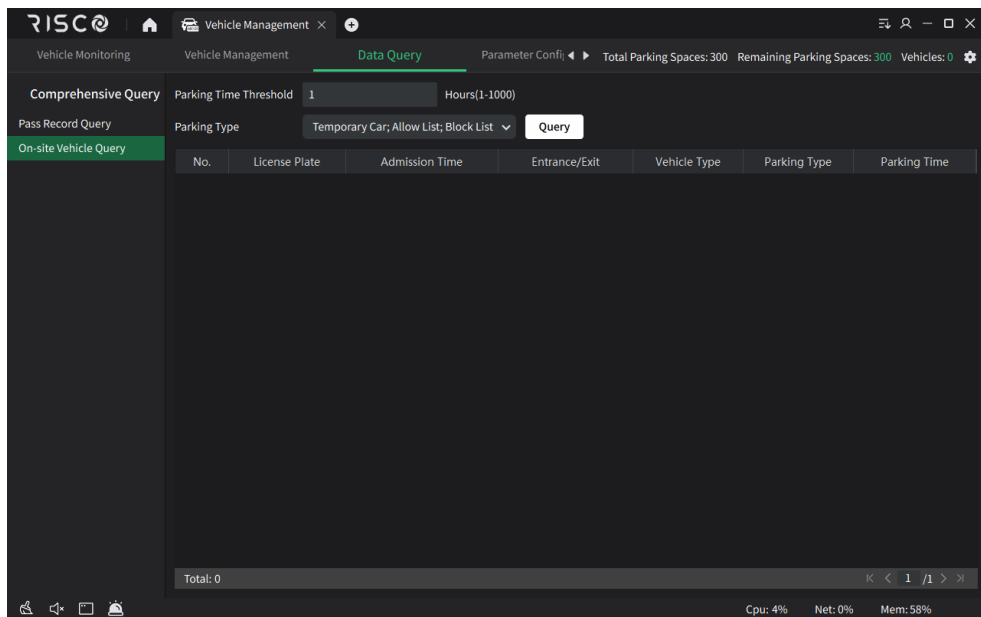 RISCO
Vehicle Management
Vehicle Monitoring
Vehicle Management
Data Query
Parameter Confi
Total Parking Spaces: 300
Remaining Parking Spaces: 300
Vehicles: 0
Comprehensive Query
Pass Record Query
On-site Vehicle Query
Parking Time Threshold
1
Hours(1-1000)
Parking Type
Temporary Car; Allow List; Block List
Query
No.
License Plate
Admission Time
Entrance/Exit
Vehicle Type
Parking Type
Parking Time
Total: 0
1 /1
Cpu: 4%
Net: 0%
Mem: 58%